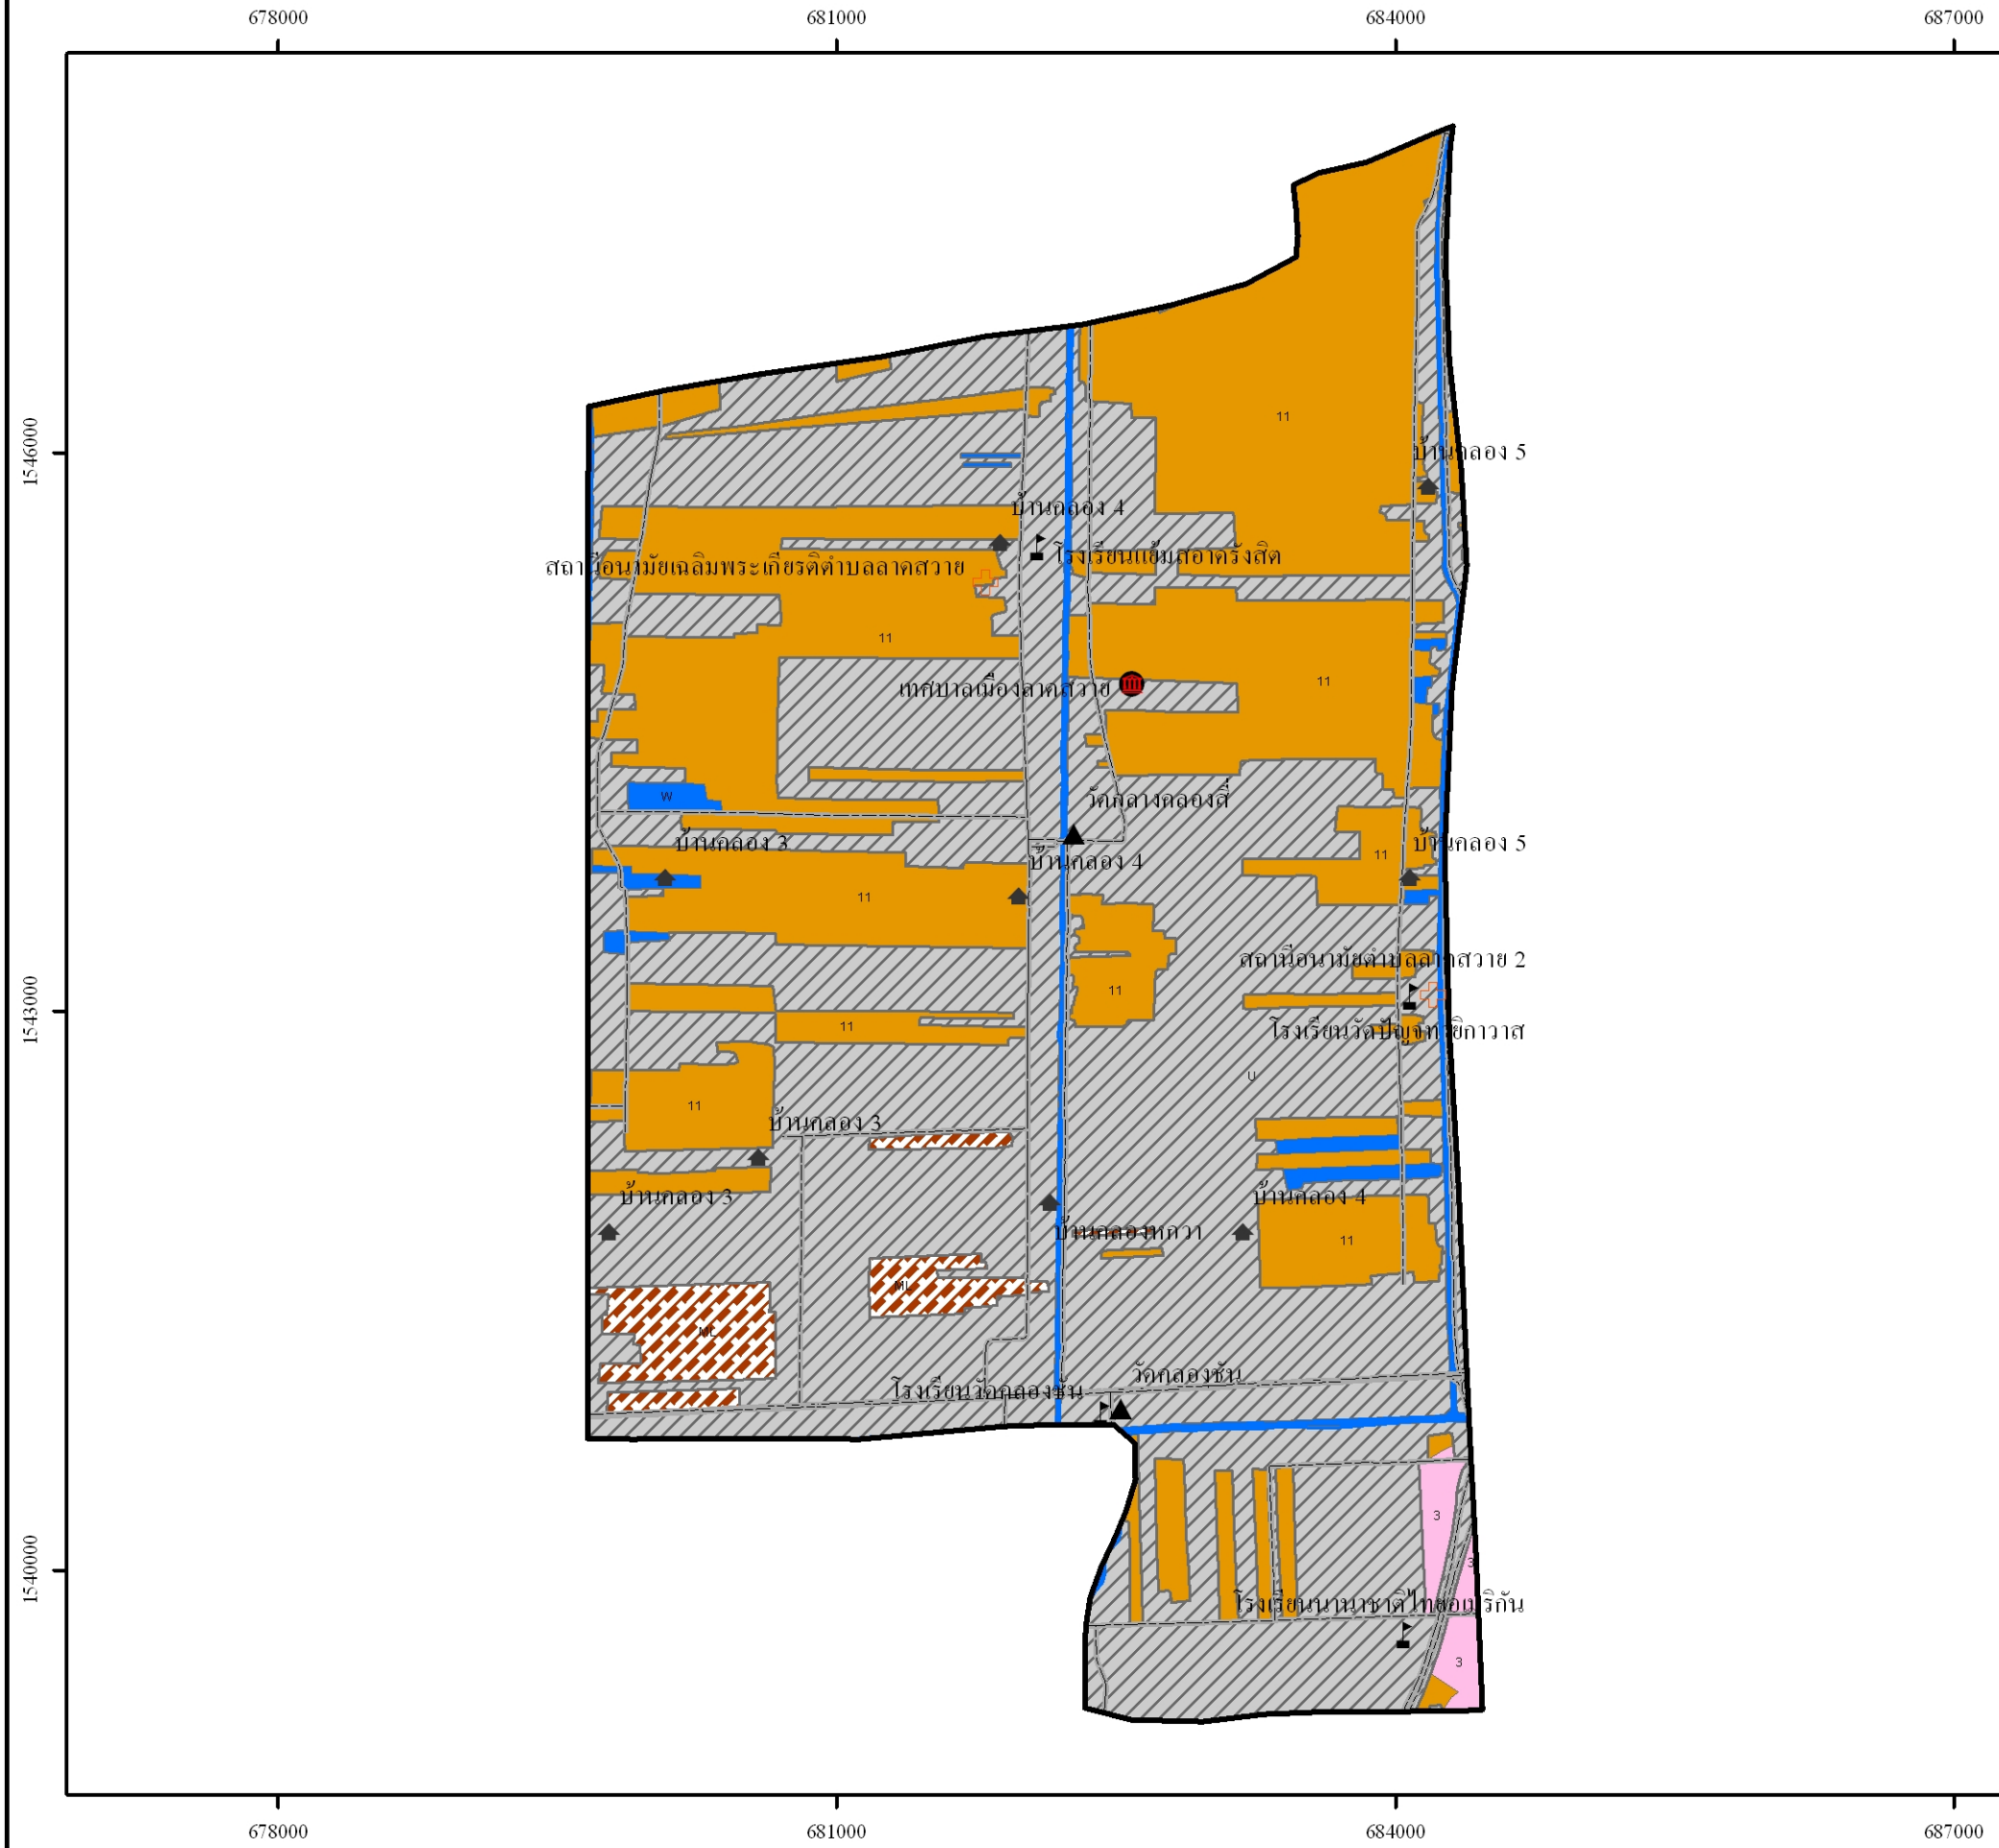 678000 681000 684000 687000
1546000
11
บ้านคลอง 5
บ้านคลอง 4
โรงเรียนแย้มสอาดรังสิต
สถานีอนามัยเฉลิมพระเกียรติตำบลลาดสวาย
11
11
เทศบาลเมืองลาดสวาย
W
วัดกลางคลองสี่
บ้านคลอง 3
บ้านคลอง 5
11
บ้านคลอง 4
11
สถานีอนามัยตำบลลาดสวาย 2
11
1543000
11
โรงเรียนวัดปัญจทายิกาวาส
U
11
บ้านคลอง 3
บ้านคลอง 3
บ้านคลอง 4
บ้านคลองหกวา
11
ML
ML
วัดคลองชัน
โรงเรียนวัดคลองชัน
3
3
1540000
โรงเรียนนานาชาติไทยอเมริกัน
3
678000 681000 684000 687000